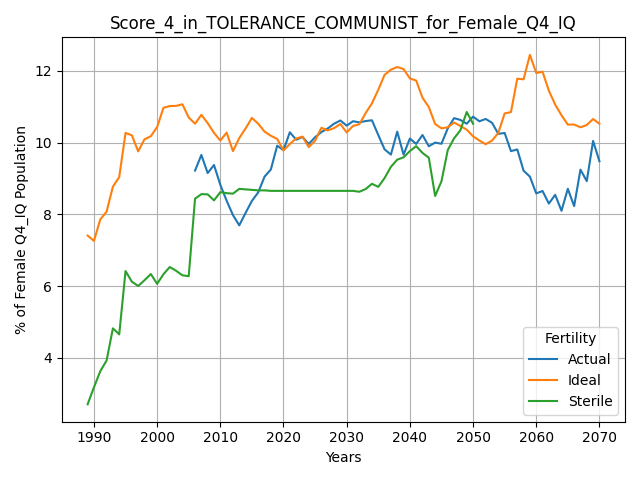 Score_4_in_TOLERANCE_COMMUNIST_for_Female_Q4_IQ
% of Female Q4_IQ Population
12
10
8
6
4
1990 2000 2010 2020 2030 2040 2050 2060 2070
Years
Fertility
Actual
Ideal
Sterile